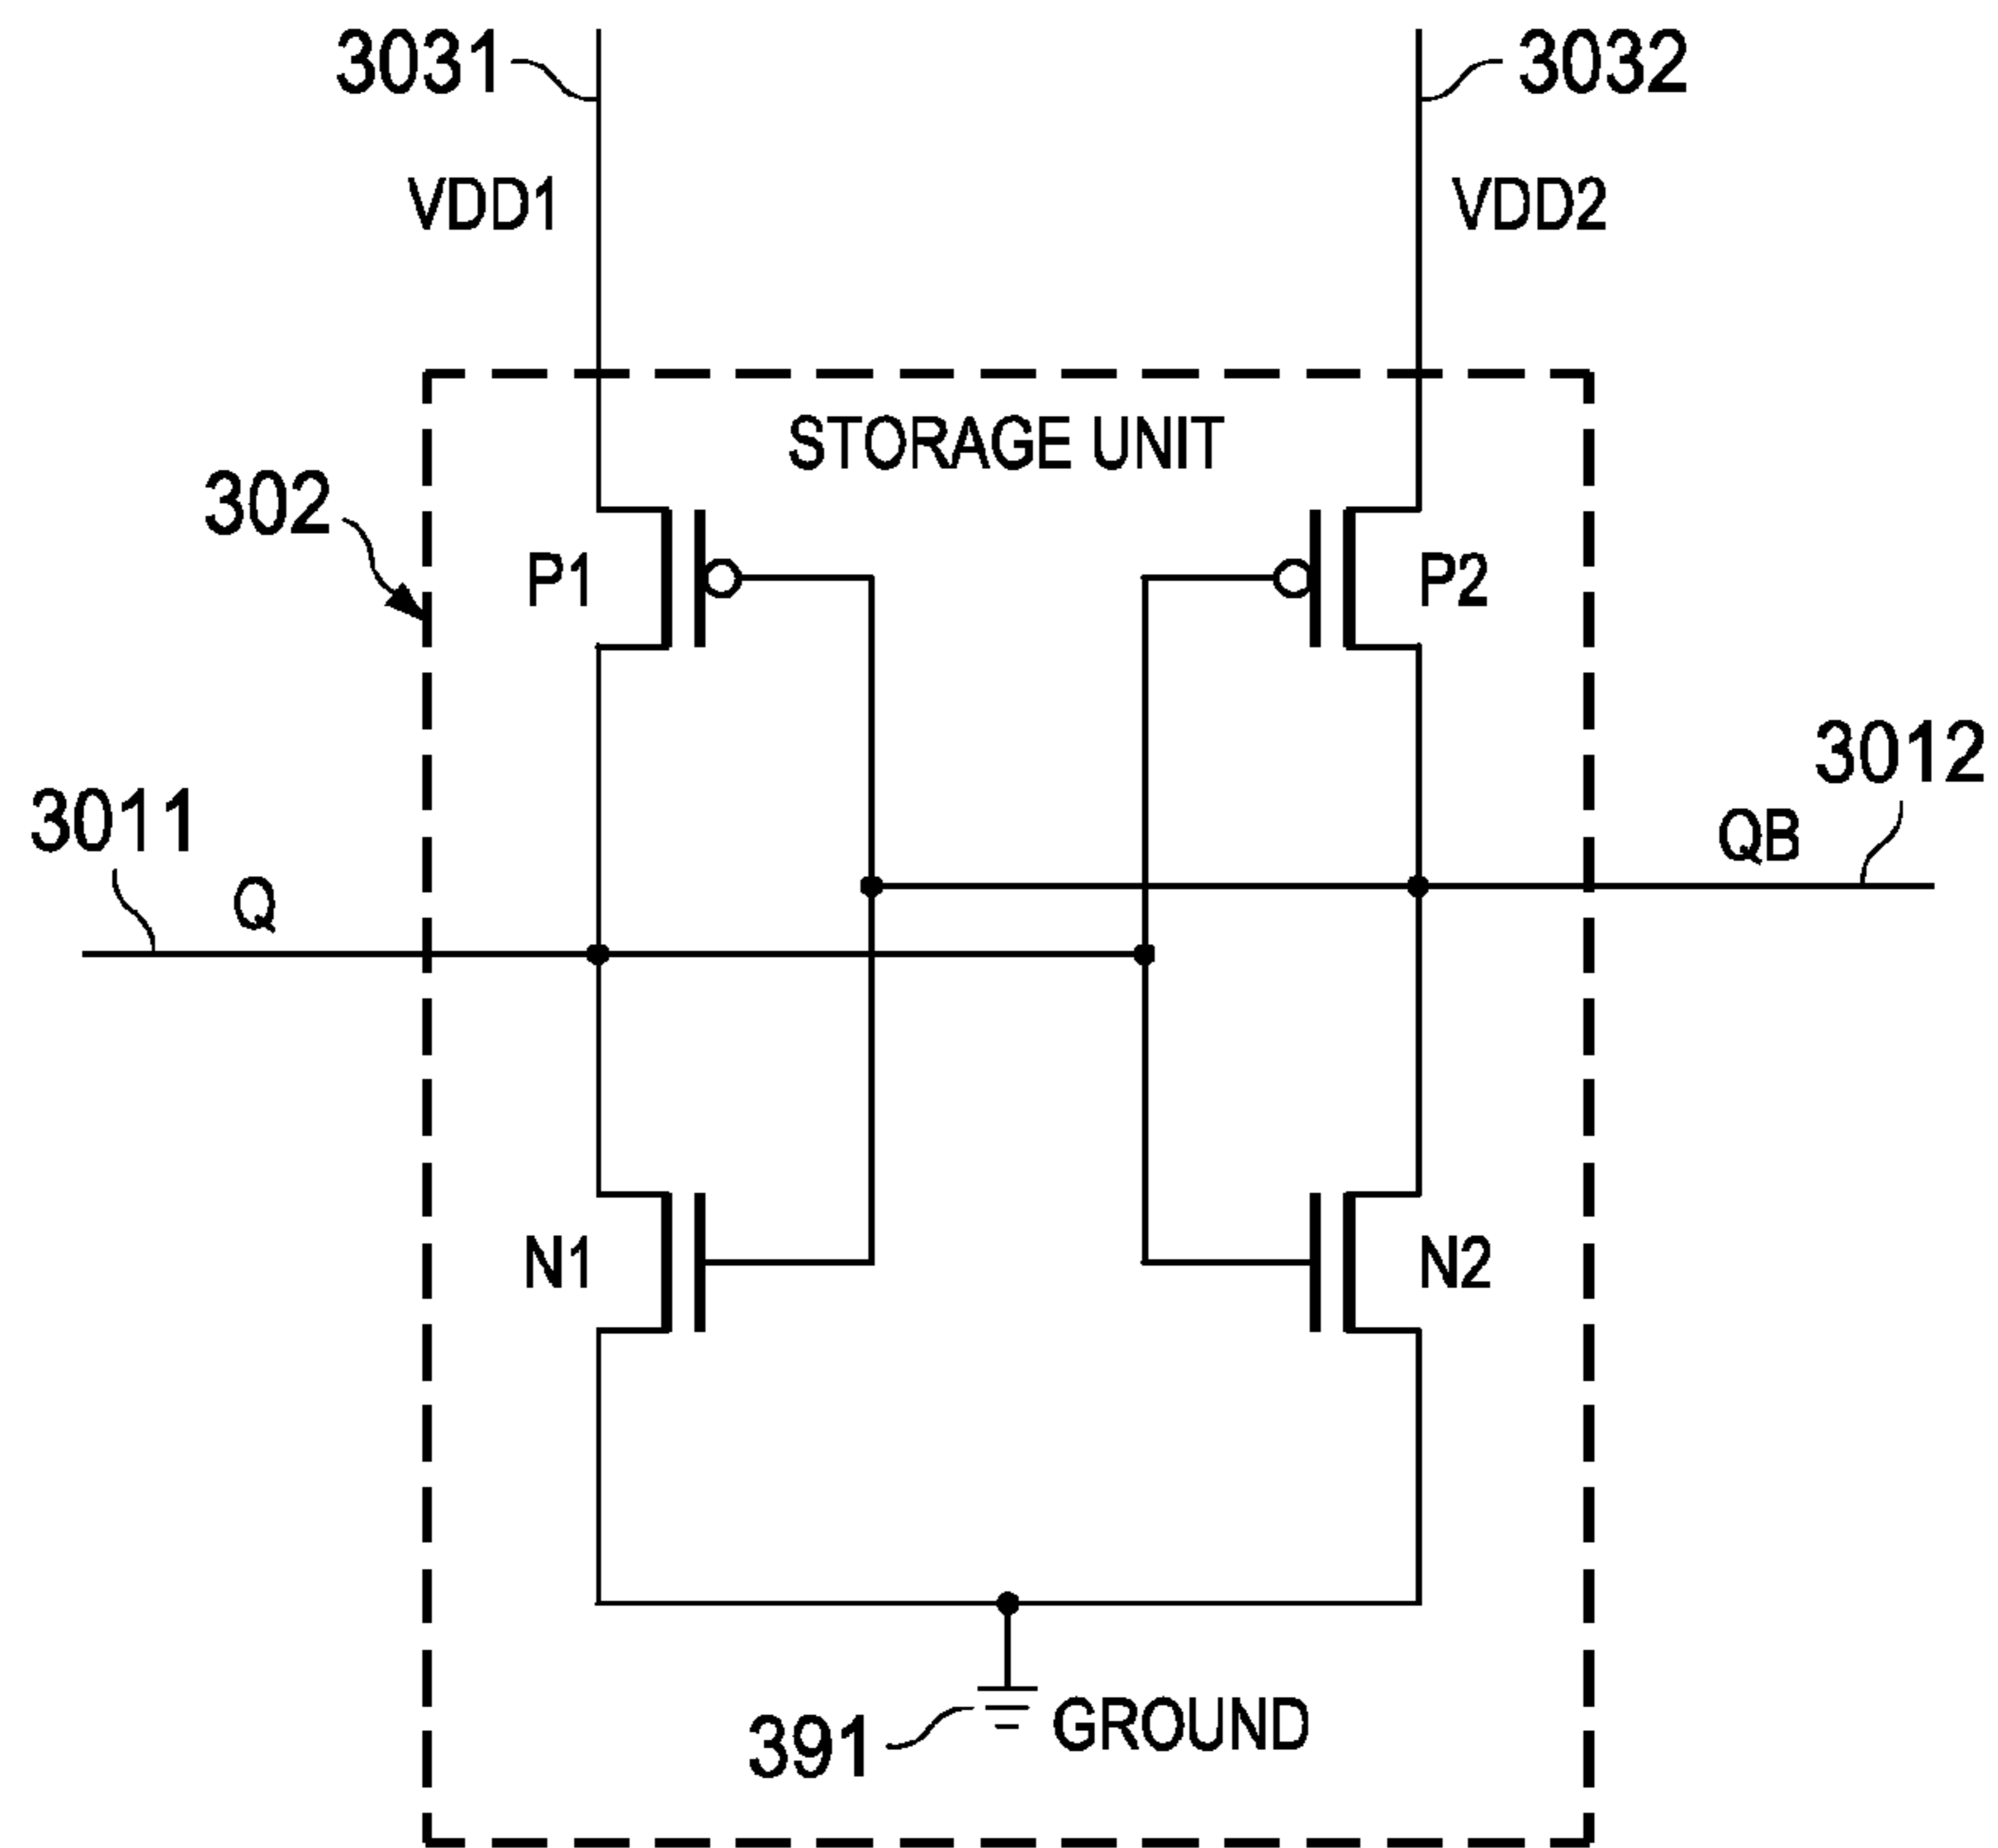 3031
3032
VDD1
VDD2
STORAGE UNIT
302
P1
P2
3012
3011
QB
Q
N1
N2
391
GROUND